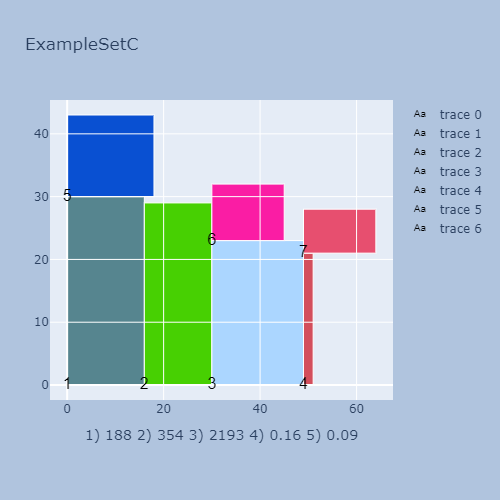 ExampleSetC
Aa trace 0
Aa trace 1
Aa trace 2
Aa trace 3
Aa trace 4
Aa trace 5
Aa trace 6
40
30
20
10
0
5
6
7
1 2 3 4
0 20 40 60
1) 188 2) 354 3) 2193 4) 0.16 5) 0.09